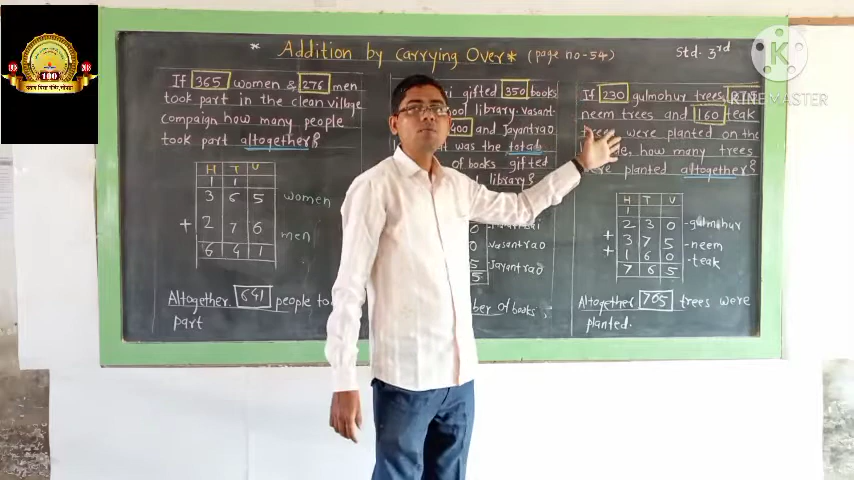 * Addition by Carrying Over* (page no-54)
Std-3rd
KINEMASTER
100
If 365 women & 276 men
took part in the clean village
compaign how many people
took part altogether?
H T U
1 1
3 6 5 women
+ 2 7 6 men
6 4 1
Altogether 641 people to
part
gifted 350 books
library-vasant-
400 and Jayantrao
was the total
of books gifted
library?
0
0 vasantrao
5 Jayantrao
5
of books,
If 230 gulmohur trees,
neem trees and 160 teak
trees were planted on the
how many trees
were planted altogether?
H T U
1
2 3 0 -gulmohur
+ 3 7 5 -neem
+ 1 6 0 -teak
7 6 5
Altogether 765 trees were
planted.